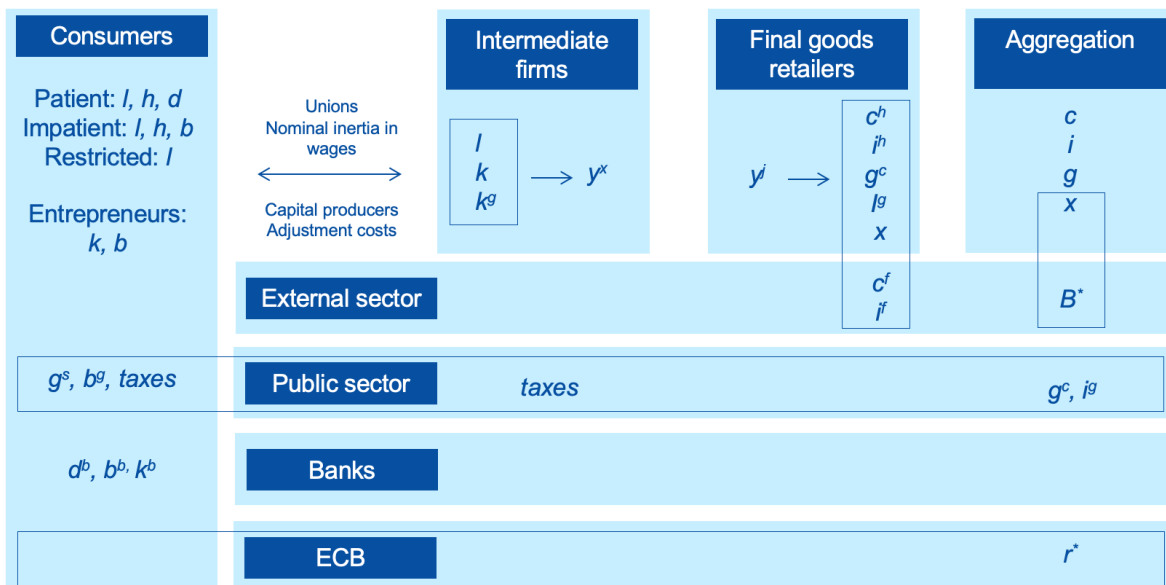 Consumers
Patient: l, h, d
Impatient: l, h, b
Restricted: l
Entrepreneurs:
k, b
Unions
Nominal inertia in
wages
Capital producers
Adjustment costs
Intermediate
firms
l
k
kᵍ
yˣ
Final goods
retailers
yʲ
cʰ
iʰ
gᶜ
Iᵍ
x
cᶠ
iᶠ
Aggregation
c
i
g
x
External sector
B*
gˢ, bᵍ, taxes
Public sector
taxes
gᶜ, iᵍ
dᵇ, bᵇ, kᵇ
Banks
ECB
r*